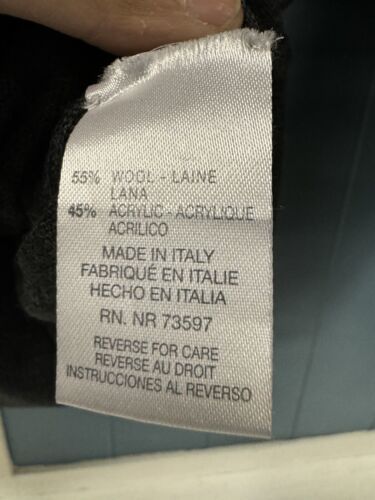 55% WOOL - LAINE
LANA
45% ACRYLIC - ACRYLIQUE
ACRILICO
MADE IN ITALY
FABRIQUÉ EN ITALIE
HECHO EN ITALIA
RN. NR 73597
REVERSE FOR CARE
REVERSE AU DROIT
INSTRUCCIONES AL REVERSO